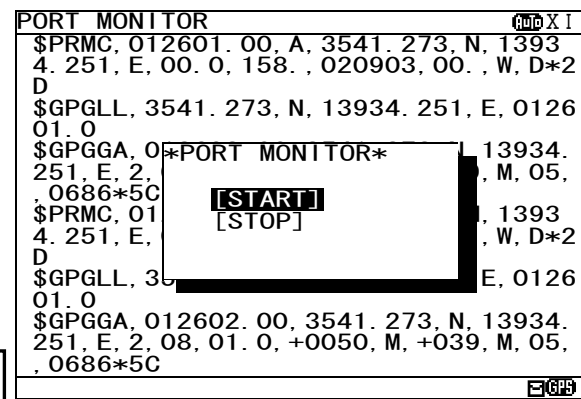 PORT MONITOR AUTO X I
$PRMC, 012601. 00, A, 3541. 273, N, 1393
4. 251, E, 00. 0, 158. , 020903, 00. , W, D*2
D
$GPGLL, 3541. 273, N, 13934. 251, E, 0126
01. 0
$GPGGA, 0 13934.
251, E, 2, , M, 05,
, 0686*5C
$PRMC, 01 , 1393
4. 251, E, , W, D*2
D
$GPGLL, 35 E, 0126
01. 0
*PORT MONITOR*
[START]
[STOP]
$GPGGA, 012602. 00, 3541. 273, N, 13934.
251, E, 2, 08, 01. 0, +0050, M, +039, M, 05,
, 0686*5C
GPS